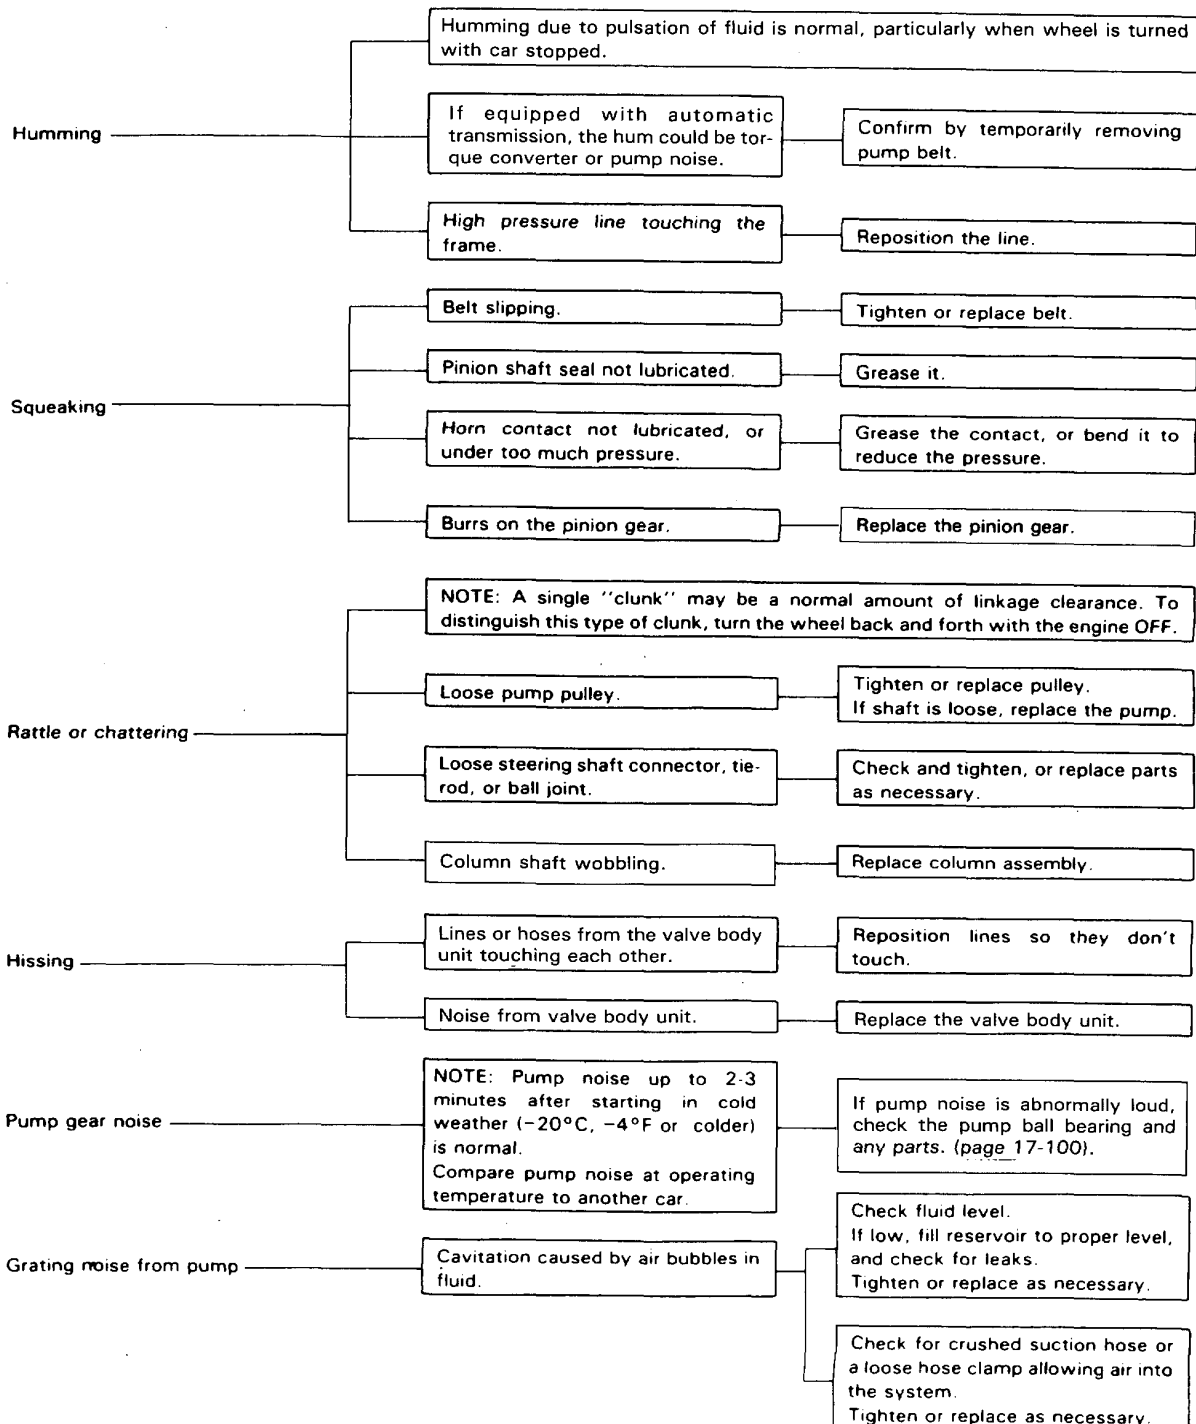 Humming due to pulsation of fluid is normal, particularly when wheel is turned
with car stopped.
Humming
If equipped with automatic
transmission, the hum could be tor-
que converter or pump noise.
Confirm by temporarily removing
pump belt.
High pressure line touching the
frame.
Reposition the line.
Squeaking
Belt slipping.
Tighten or replace belt.
Pinion shaft seal not lubricated.
Grease it.
Horn contact not lubricated, or
under too much pressure.
Grease the contact, or bend it to
reduce the pressure.
Burrs on the pinion gear.
Replace the pinion gear.
Rattle or chattering
NOTE: A single ''clunk'' may be a normal amount of linkage clearance. To
distinguish this type of clunk, turn the wheel back and forth with the engine OFF.
Loose pump pulley.
Tighten or replace pulley.
If shaft is loose, replace the pump.
Loose steering shaft connector, tie-
rod, or ball joint.
Check and tighten, or replace parts
as necessary.
Column shaft wobbling.
Replace column assembly.
Hissing
Lines or hoses from the valve body
unit touching each other.
Reposition lines so they don't
touch.
Noise from valve body unit.
Replace the valve body unit.
Pump gear noise
NOTE: Pump noise up to 2-3
minutes after starting in cold
weather (−20°C, −4°F or colder)
is normal.
Compare pump noise at operating
temperature to another car.
If pump noise is abnormally loud,
check the pump ball bearing and
any parts. (page 17-100).
Grating noise from pump
Cavitation caused by air bubbles in
fluid.
Check fluid level.
If low, fill reservoir to proper level,
and check for leaks.
Tighten or replace as necessary.
Check for crushed suction hose or
a loose hose clamp allowing air into
the system.
Tighten or replace as necessary.